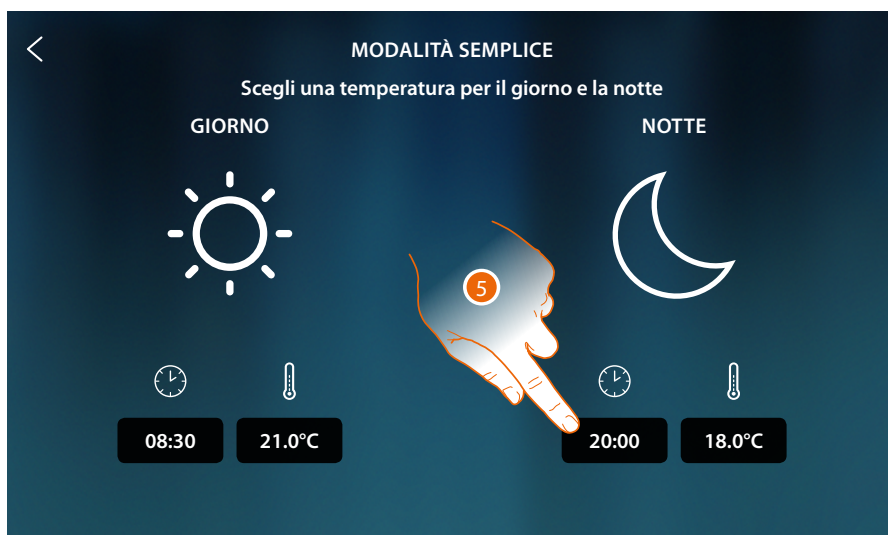 MODALITÀ SEMPLICE
Scegli una temperatura per il giorno e la notte
GIORNO
NOTTE
5
08:30
21.0°C
20:00
18.0°C